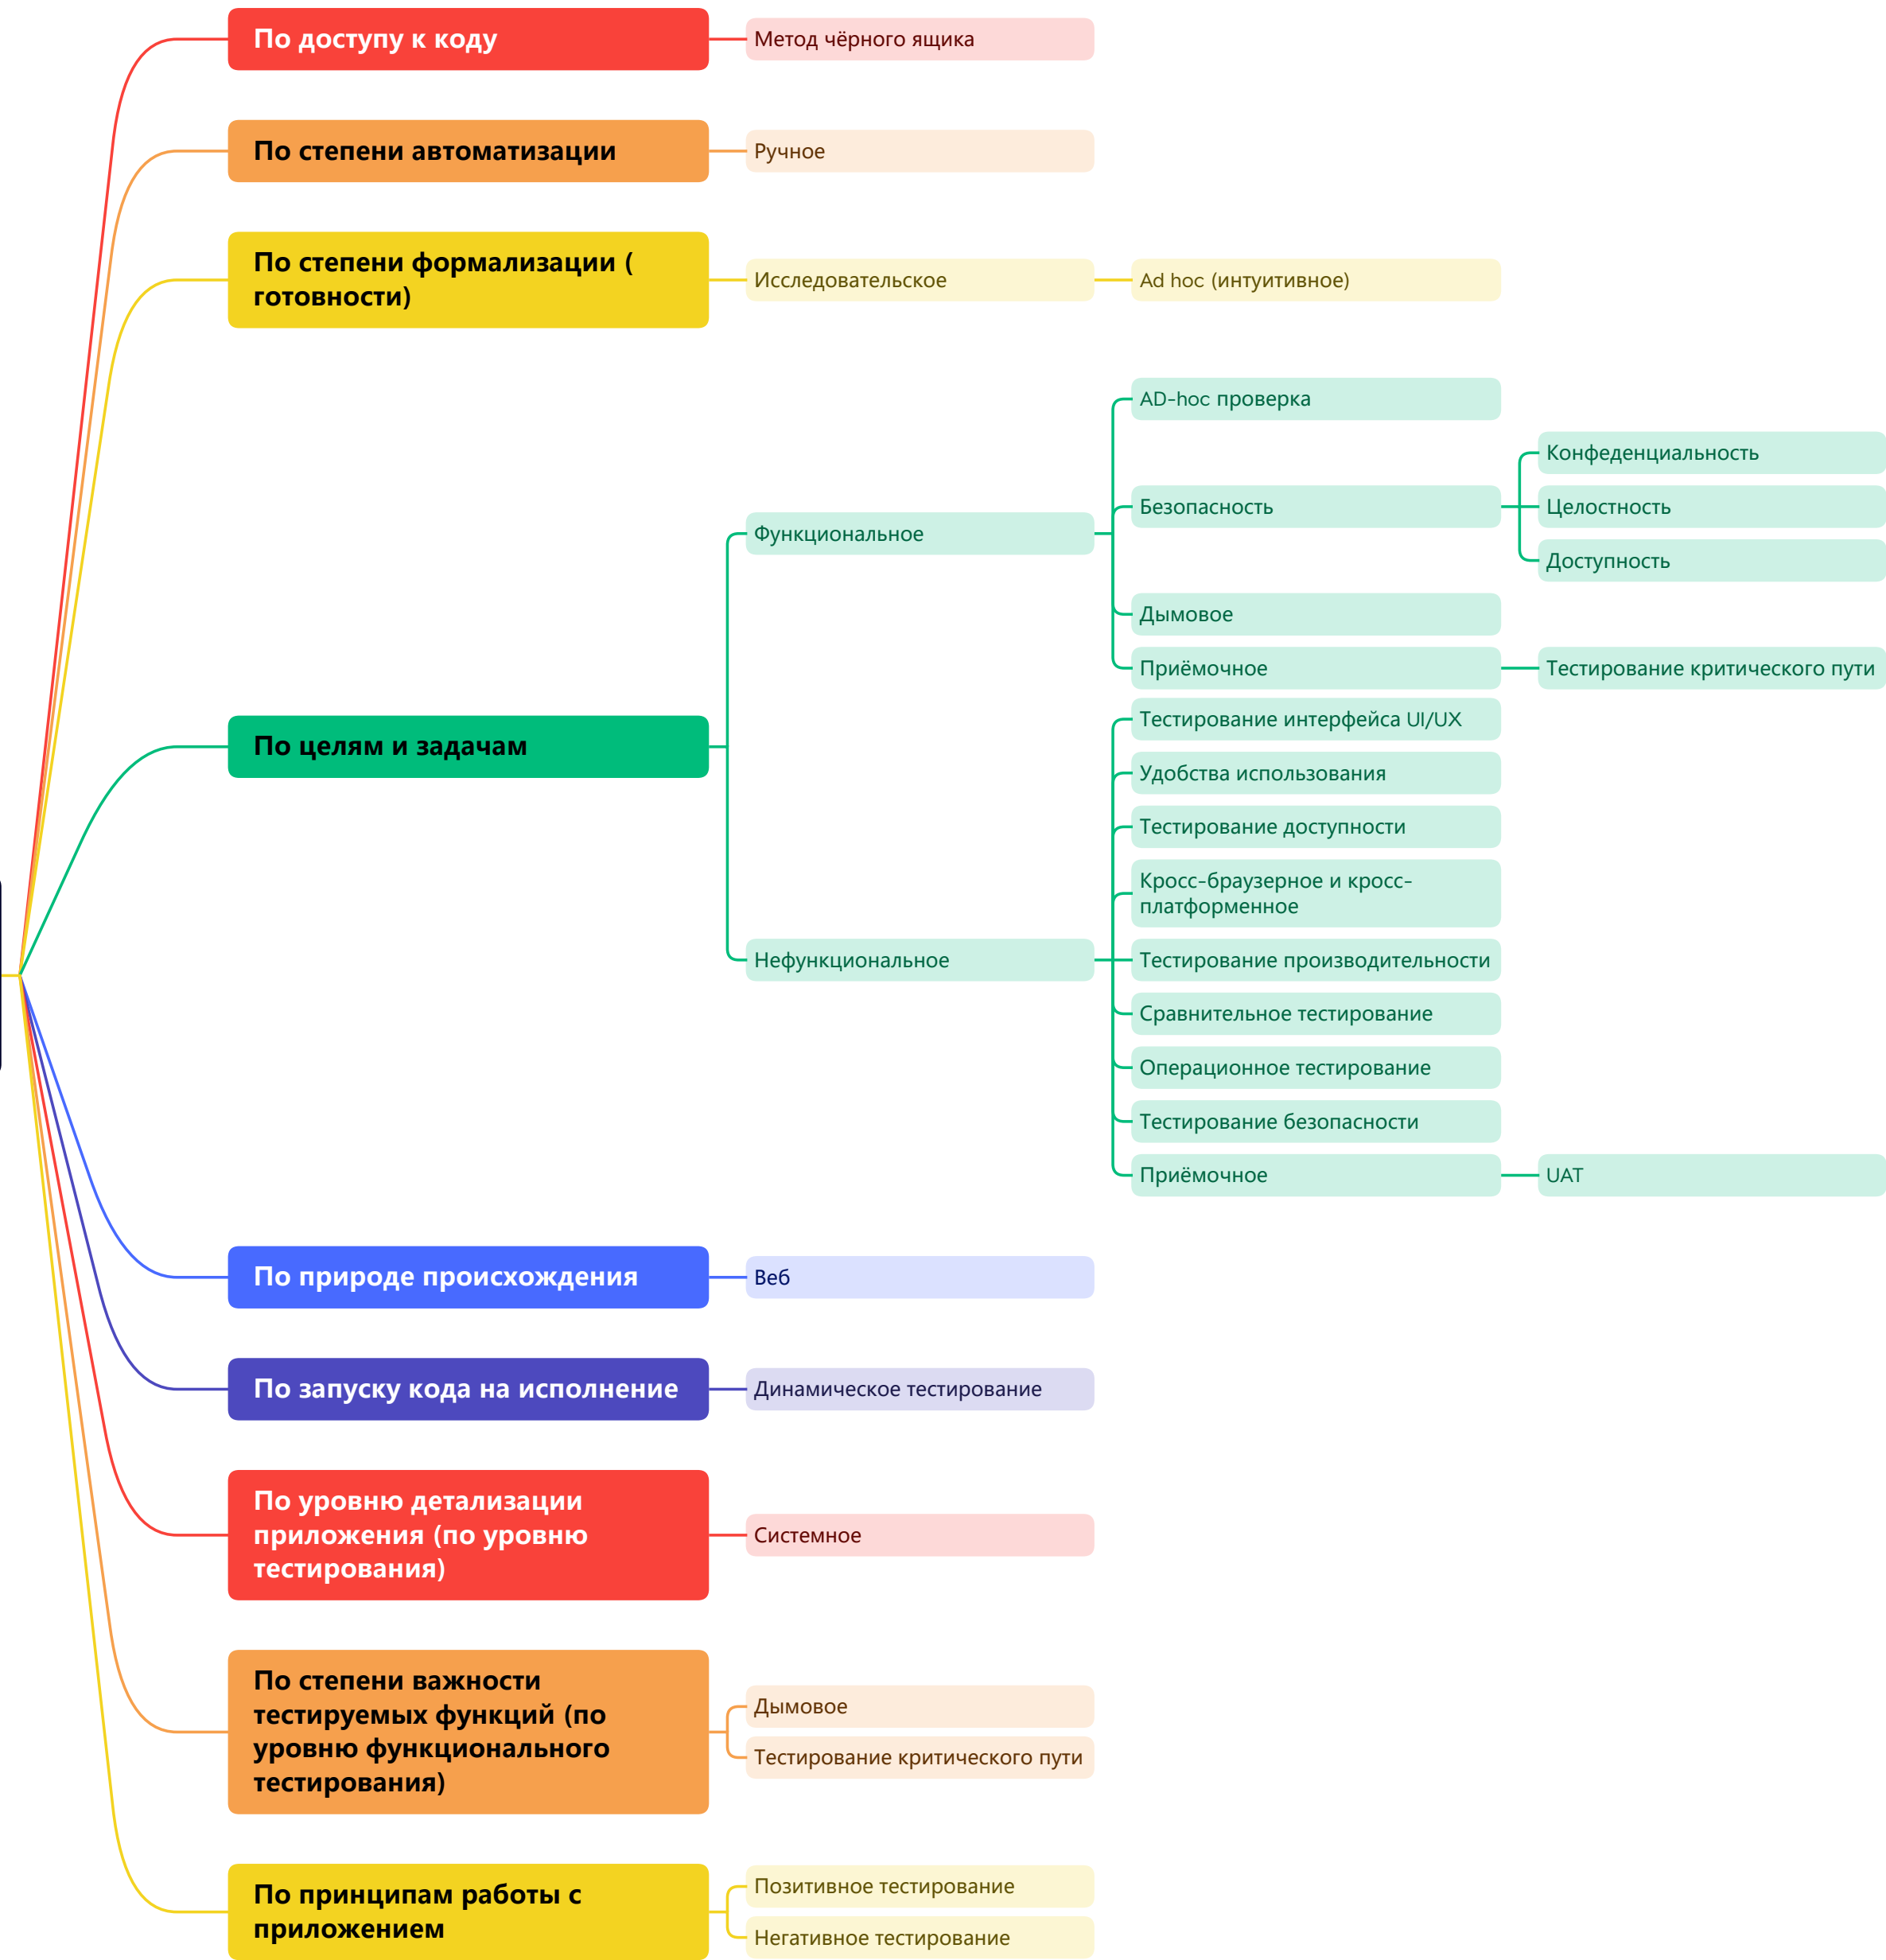 По доступу к коду
Метод чёрного ящика
По степени автоматизации
Ручное
По степени формализации (
готовности)
Исследовательское
Ad hoc (интуитивное)
По целям и задачам
Функциональное
AD-hoc проверка
Безопасность
Конфеденциальность
Целостность
Доступность
Дымовое
Приёмочное
Тестирование критического пути
Нефункциональное
Тестирование интерфейса UI/UX
Удобства использования
Тестирование доступности
Кросс-браузерное и кросс-
платформенное
Тестирование производительности
Сравнительное тестирование
Операционное тестирование
Тестирование безопасности
Приёмочное
UAT
По природе происхождения
Веб
По запуску кода на исполнение
Динамическое тестирование
По уровню детализации
приложения (по уровню
тестирования)
Системное
По степени важности
тестируемых функций (по
уровню функционального
тестирования)
Дымовое
Тестирование критического пути
По принципам работы с
приложением
Позитивное тестирование
Негативное тестирование